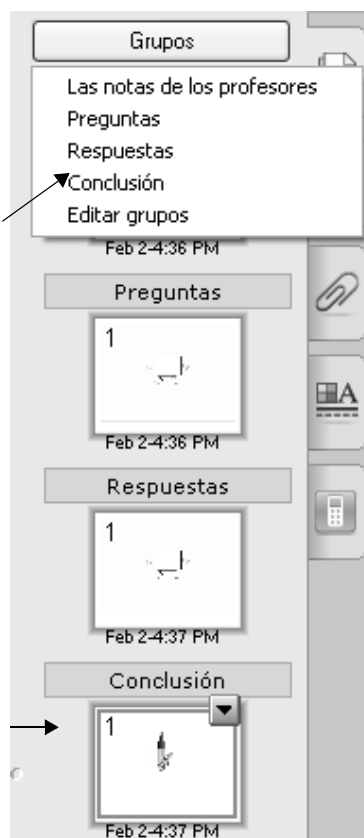 Grupos
Las notas de los profesores
Preguntas
Respuestas
Conclusión
Editar grupos
Feb 2-4:36 PM
Preguntas
1
Feb 2-4:36 PM
A
Respuestas
1
Feb 2-4:37 PM
Conclusión
1
Feb 2-4:37 PM